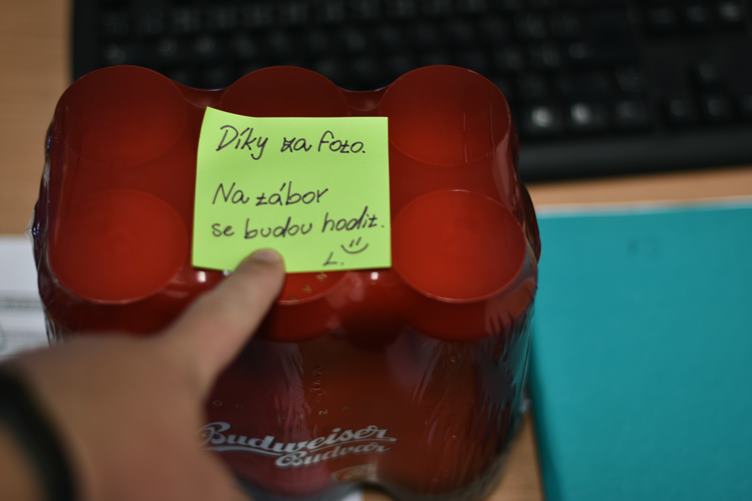 Díky za foto.
Na tábor
se budou hodit.
L.
Budweiser
Budvar